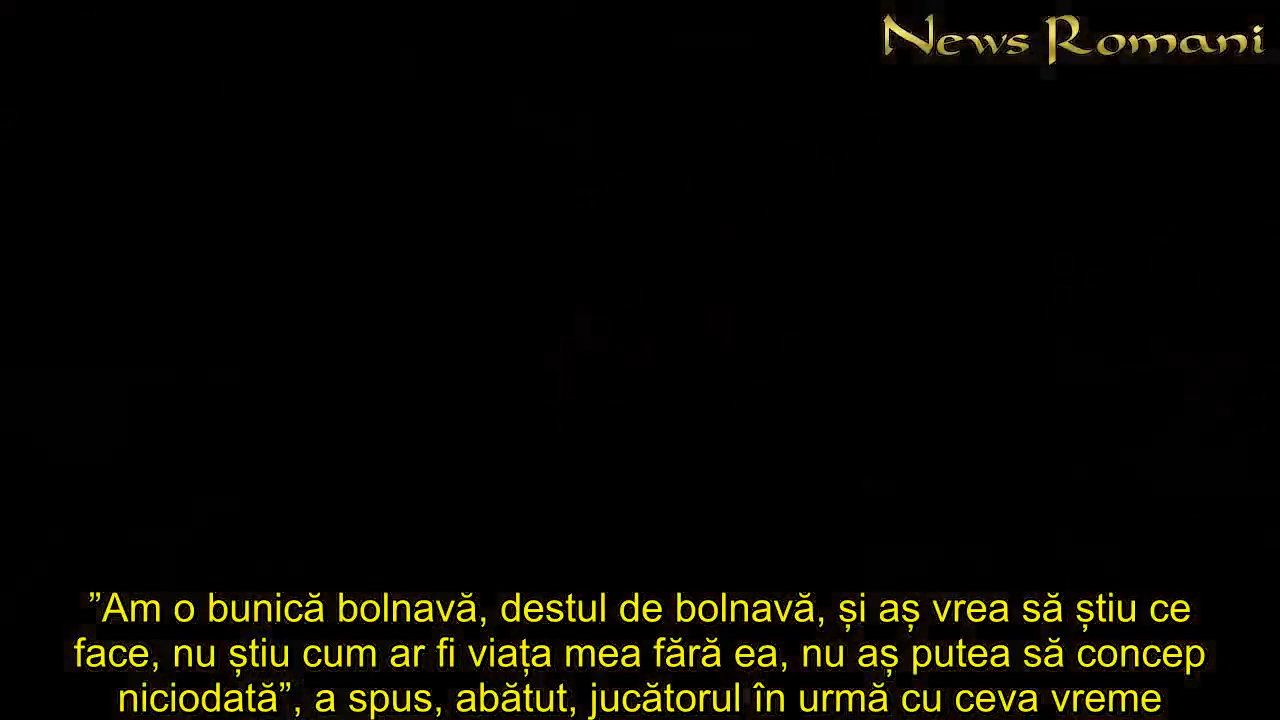 News Romani
”Am o bunică bolnavă, destul de bolnavă, și aș vrea să știu ce
face, nu știu cum ar fi viața mea fără ea, nu aș putea să concep
niciodată”, a spus, abătut, jucătorul în urmă cu ceva vreme